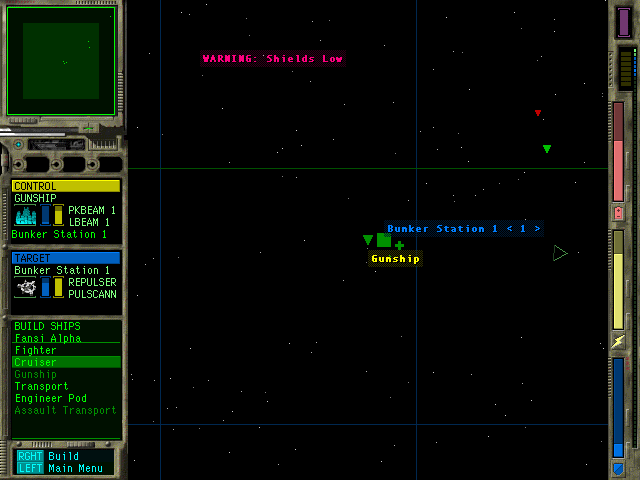 WARNING: Shields Low
Bunker Station 1 < 1 >
Gunship
CONTROL
GUNSHIP
PKBEAM 1
LBEAM 1
Bunker Station 1
TARGET
Bunker Station 1
REPULSER
PULSCANN
BUILD SHIPS
Fansi Alpha
Fighter
Cruiser
Gunship
Transport
Engineer Pod
Assault Transport
RGHT Build
LEFT Main Menu